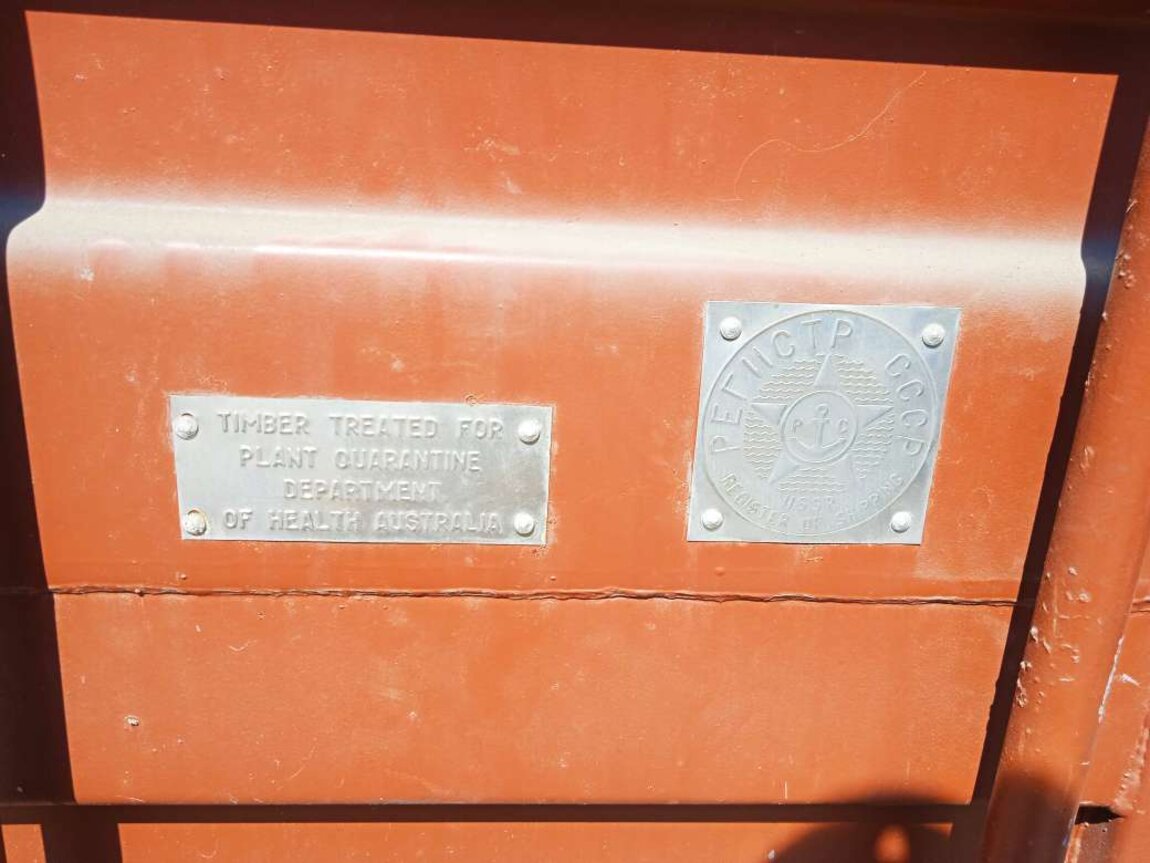 TIMBER TREATED FOR
PLANT QUARANTINE
DEPARTMENT
OF HEALTH AUSTRALIA
РЕГИСТР СССР
Р С
USSR
REGISTER OF SHIPPING